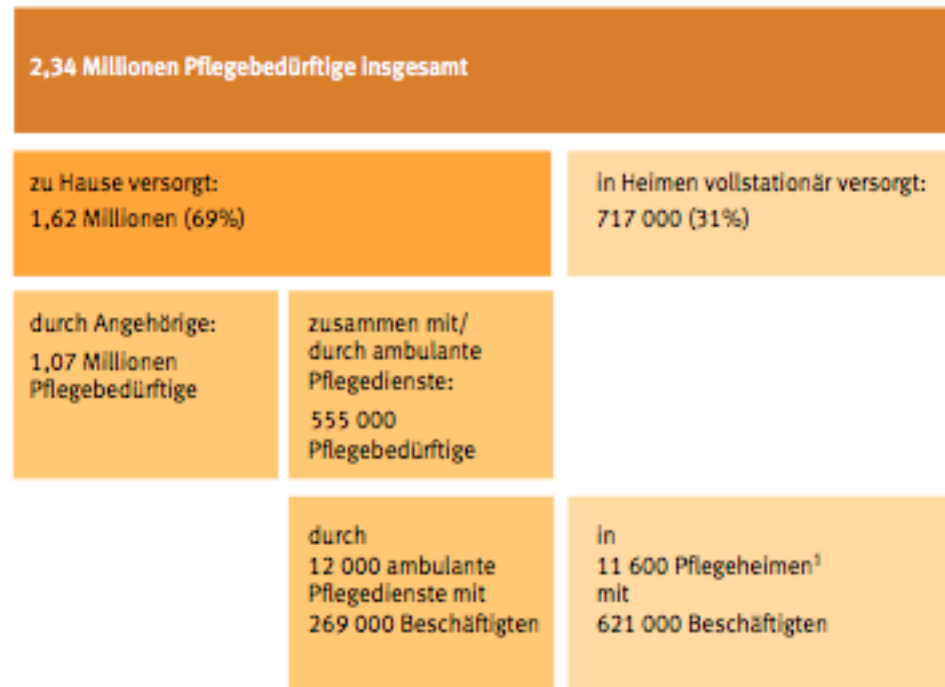 2,34 Millionen Pflegebedürftige insgesamt
zu Hause versorgt:
1,62 Millionen (69%)
in Heimen vollstationär versorgt:
717 000 (31%)
durch Angehörige:
1,07 Millionen
Pflegebedürftige
zusammen mit/
durch ambulante
Pflegedienste:
555 000
Pflegebedürftige
durch
12 000 ambulante
Pflegedienste mit
269 000 Beschäftigten
in
11 600 Pflegeheimen¹
mit
621 000 Beschäftigten